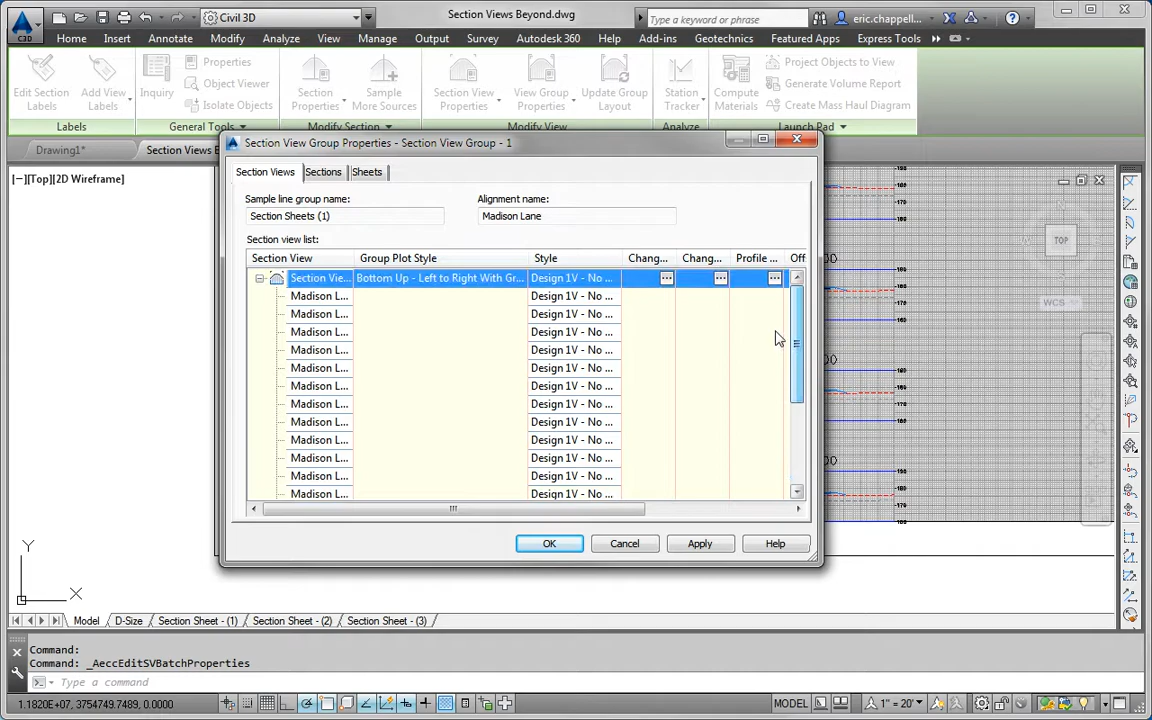 Civil 3D
Section Views Beyond.dwg
Type a keyword or phrase
eric.chappell...
C3D
Home Insert Annotate Modify Analyze View Manage Output Survey Autodesk 360 Help Add-ins Geotechnics Featured Apps Express Tools
Edit Section Labels
Add View Labels
Inquiry
Properties
Object Viewer
Isolate Objects
Section Properties
Sample More Sources
Section View Properties
View Group Properties
Update Group Layout
Station Tracker
Compute Materials
Project Objects to View
Generate Volume Report
Create Mass Haul Diagram
Labels General Tools Modify Section Modify View Analyze Launch Pad
Drawing1*
Section Views B
[−][Top][2D Wireframe]
TOP
WCS
Section View Group Properties - Section View Group - 1
Section Views Sections Sheets
Sample line group name: Alignment name:
Section Sheets (1) Madison Lane
Section view list:
Section View Group Plot Style Style Chang... Chang... Profile ... Off
Section Vie... Bottom Up - Left to Right With Gr... Design 1V - No ...
Madison L... Design 1V - No ...
Madison L... Design 1V - No ...
Madison L... Design 1V - No ...
Madison L... Design 1V - No ...
Madison L... Design 1V - No ...
Madison L... Design 1V - No ...
Madison L... Design 1V - No ...
Madison L... Design 1V - No ...
Madison L... Design 1V - No ...
Madison L... Design 1V - No ...
Madison L... Design 1V - No ...
Madison L... Design 1V - No ...
OK Cancel Apply Help
Y
X
Model D-Size Section Sheet - (1) Section Sheet - (2) Section Sheet - (3)
Command:
Command: _AeccEditSVBatchProperties
Type a command
1.1820E+07, 3754749.7489, 0.0000
MODEL
1" = 20'